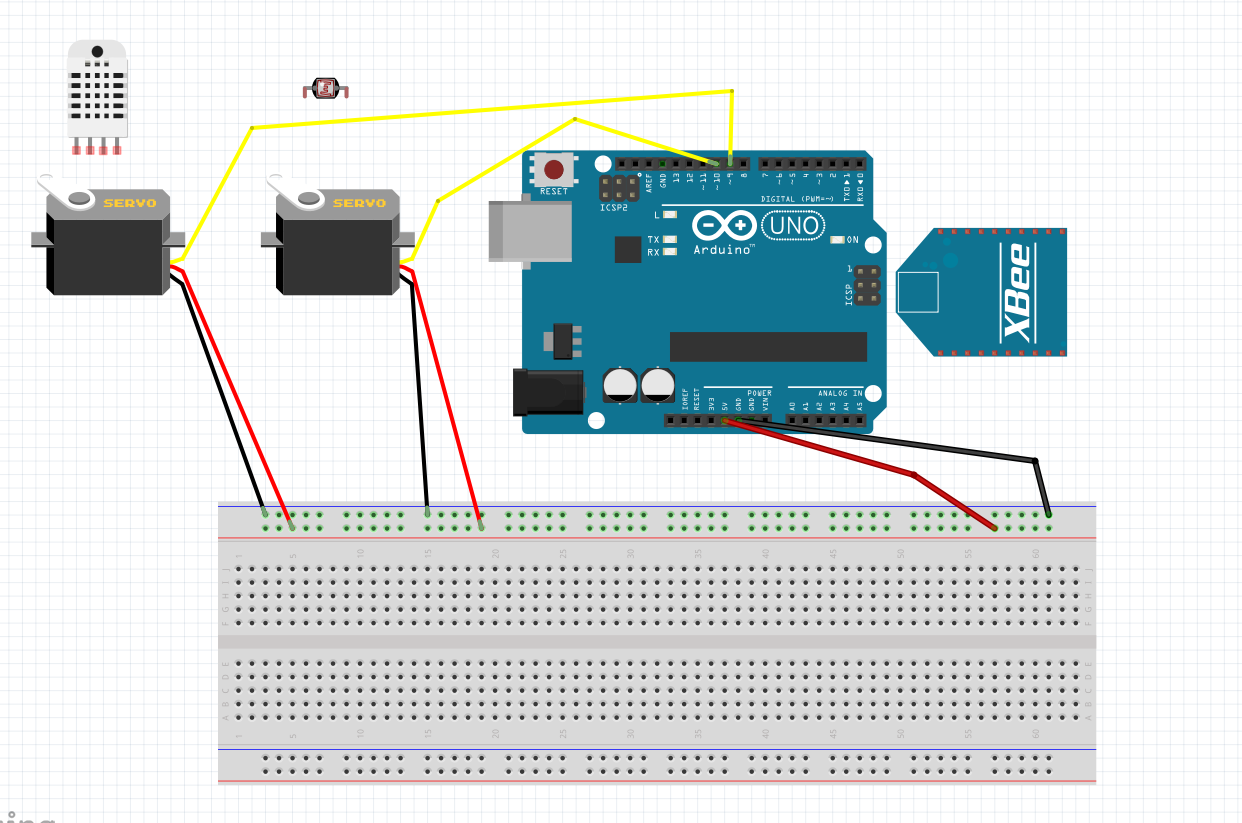 SERVO
SERVO
RESET
ICSP2
AREF
GND
13
12
~11
~10
~9
8
7
~6
~5
4
~3
2
TXD▶1
RXD◀0
DIGITAL (PWM=~)
L
TX
RX
Arduino™
UNO
ON
1
ICSP
XBee
POWER
ANALOG IN
IOREF
RESET
3V3
5V
GND
GND
VIN
A0
A1
A2
A3
A4
A5
1 5 10 15 20 25 30 35 40 45 50 55 60
J J
I I
H H
G G
F F
E E
D D
C C
B B
A A
1 5 10 15 20 25 30 35 40 45 50 55 60